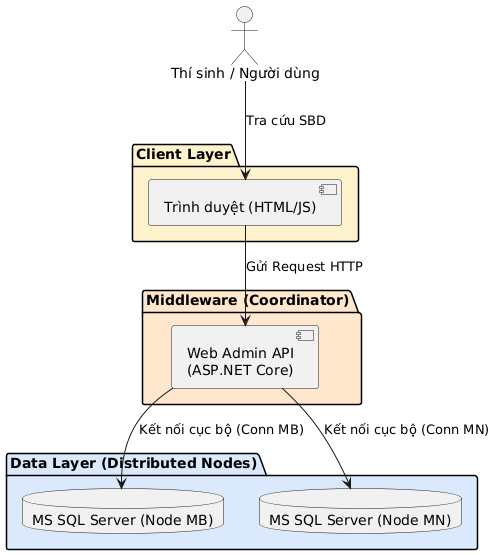 Thí sinh / Người dùng
Tra cứu SBD
Client Layer
Trình duyệt (HTML/JS)
Gửi Request HTTP
Middleware (Coordinator)
Web Admin API
(ASP.NET Core)
Kết nối cục bộ (Conn MB)
Kết nối cục bộ (Conn MN)
Data Layer (Distributed Nodes)
MS SQL Server (Node MB)
MS SQL Server (Node MN)